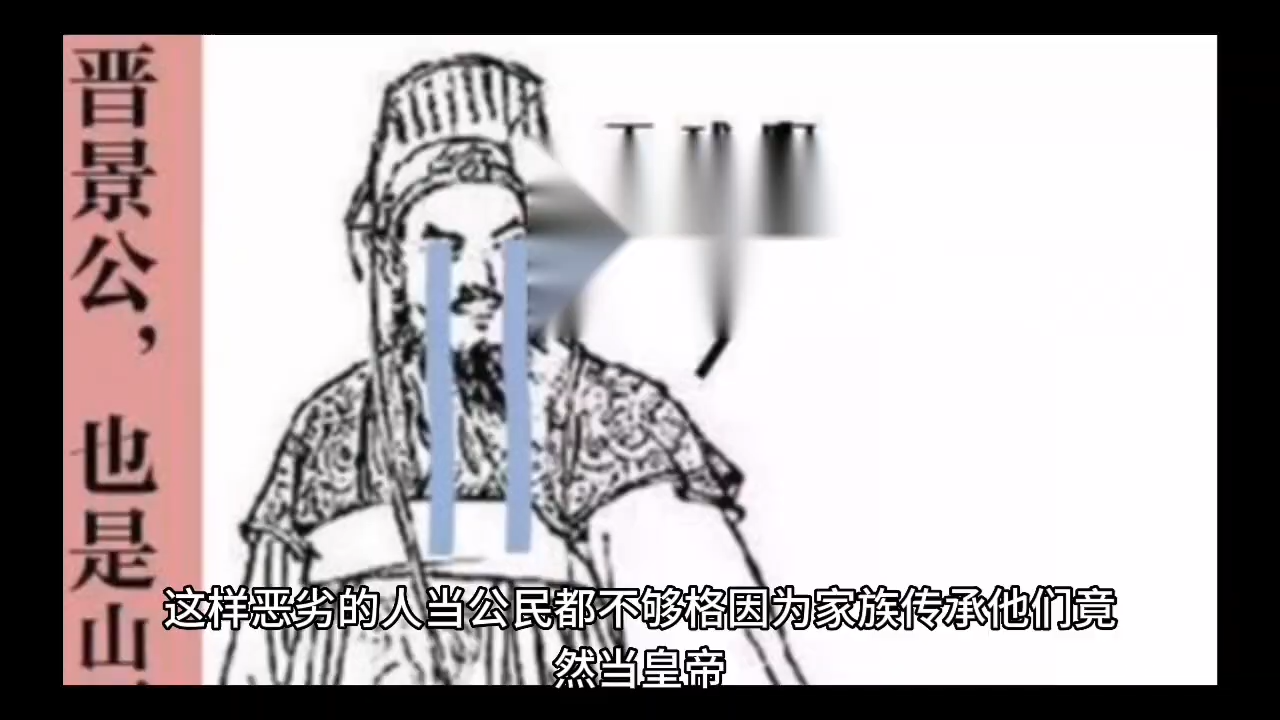 晋景公，也是山
这样恶劣的人当公民都不够格因为家族传承他们竟
然当皇帝